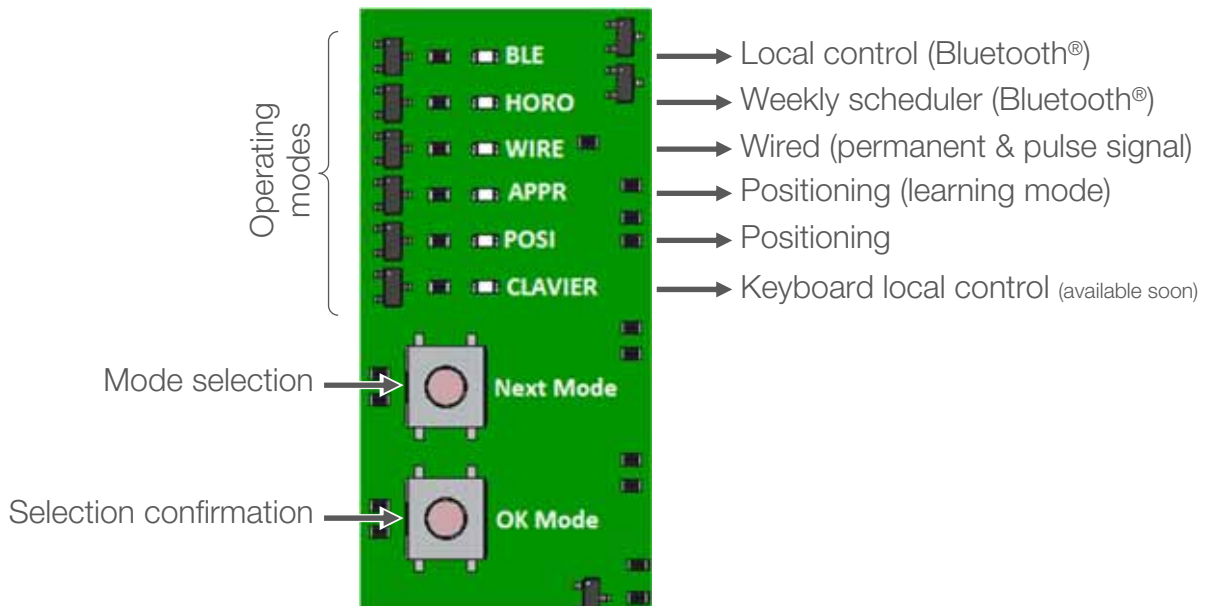 Operating
modes
BLE
HORO
WIRE
APPR
POSI
CLAVIER
Local control (Bluetooth®)
Weekly scheduler (Bluetooth®)
Wired (permanent & pulse signal)
Positioning (learning mode)
Positioning
Keyboard local control (available soon)
Mode selection
Next Mode
Selection confirmation
OK Mode